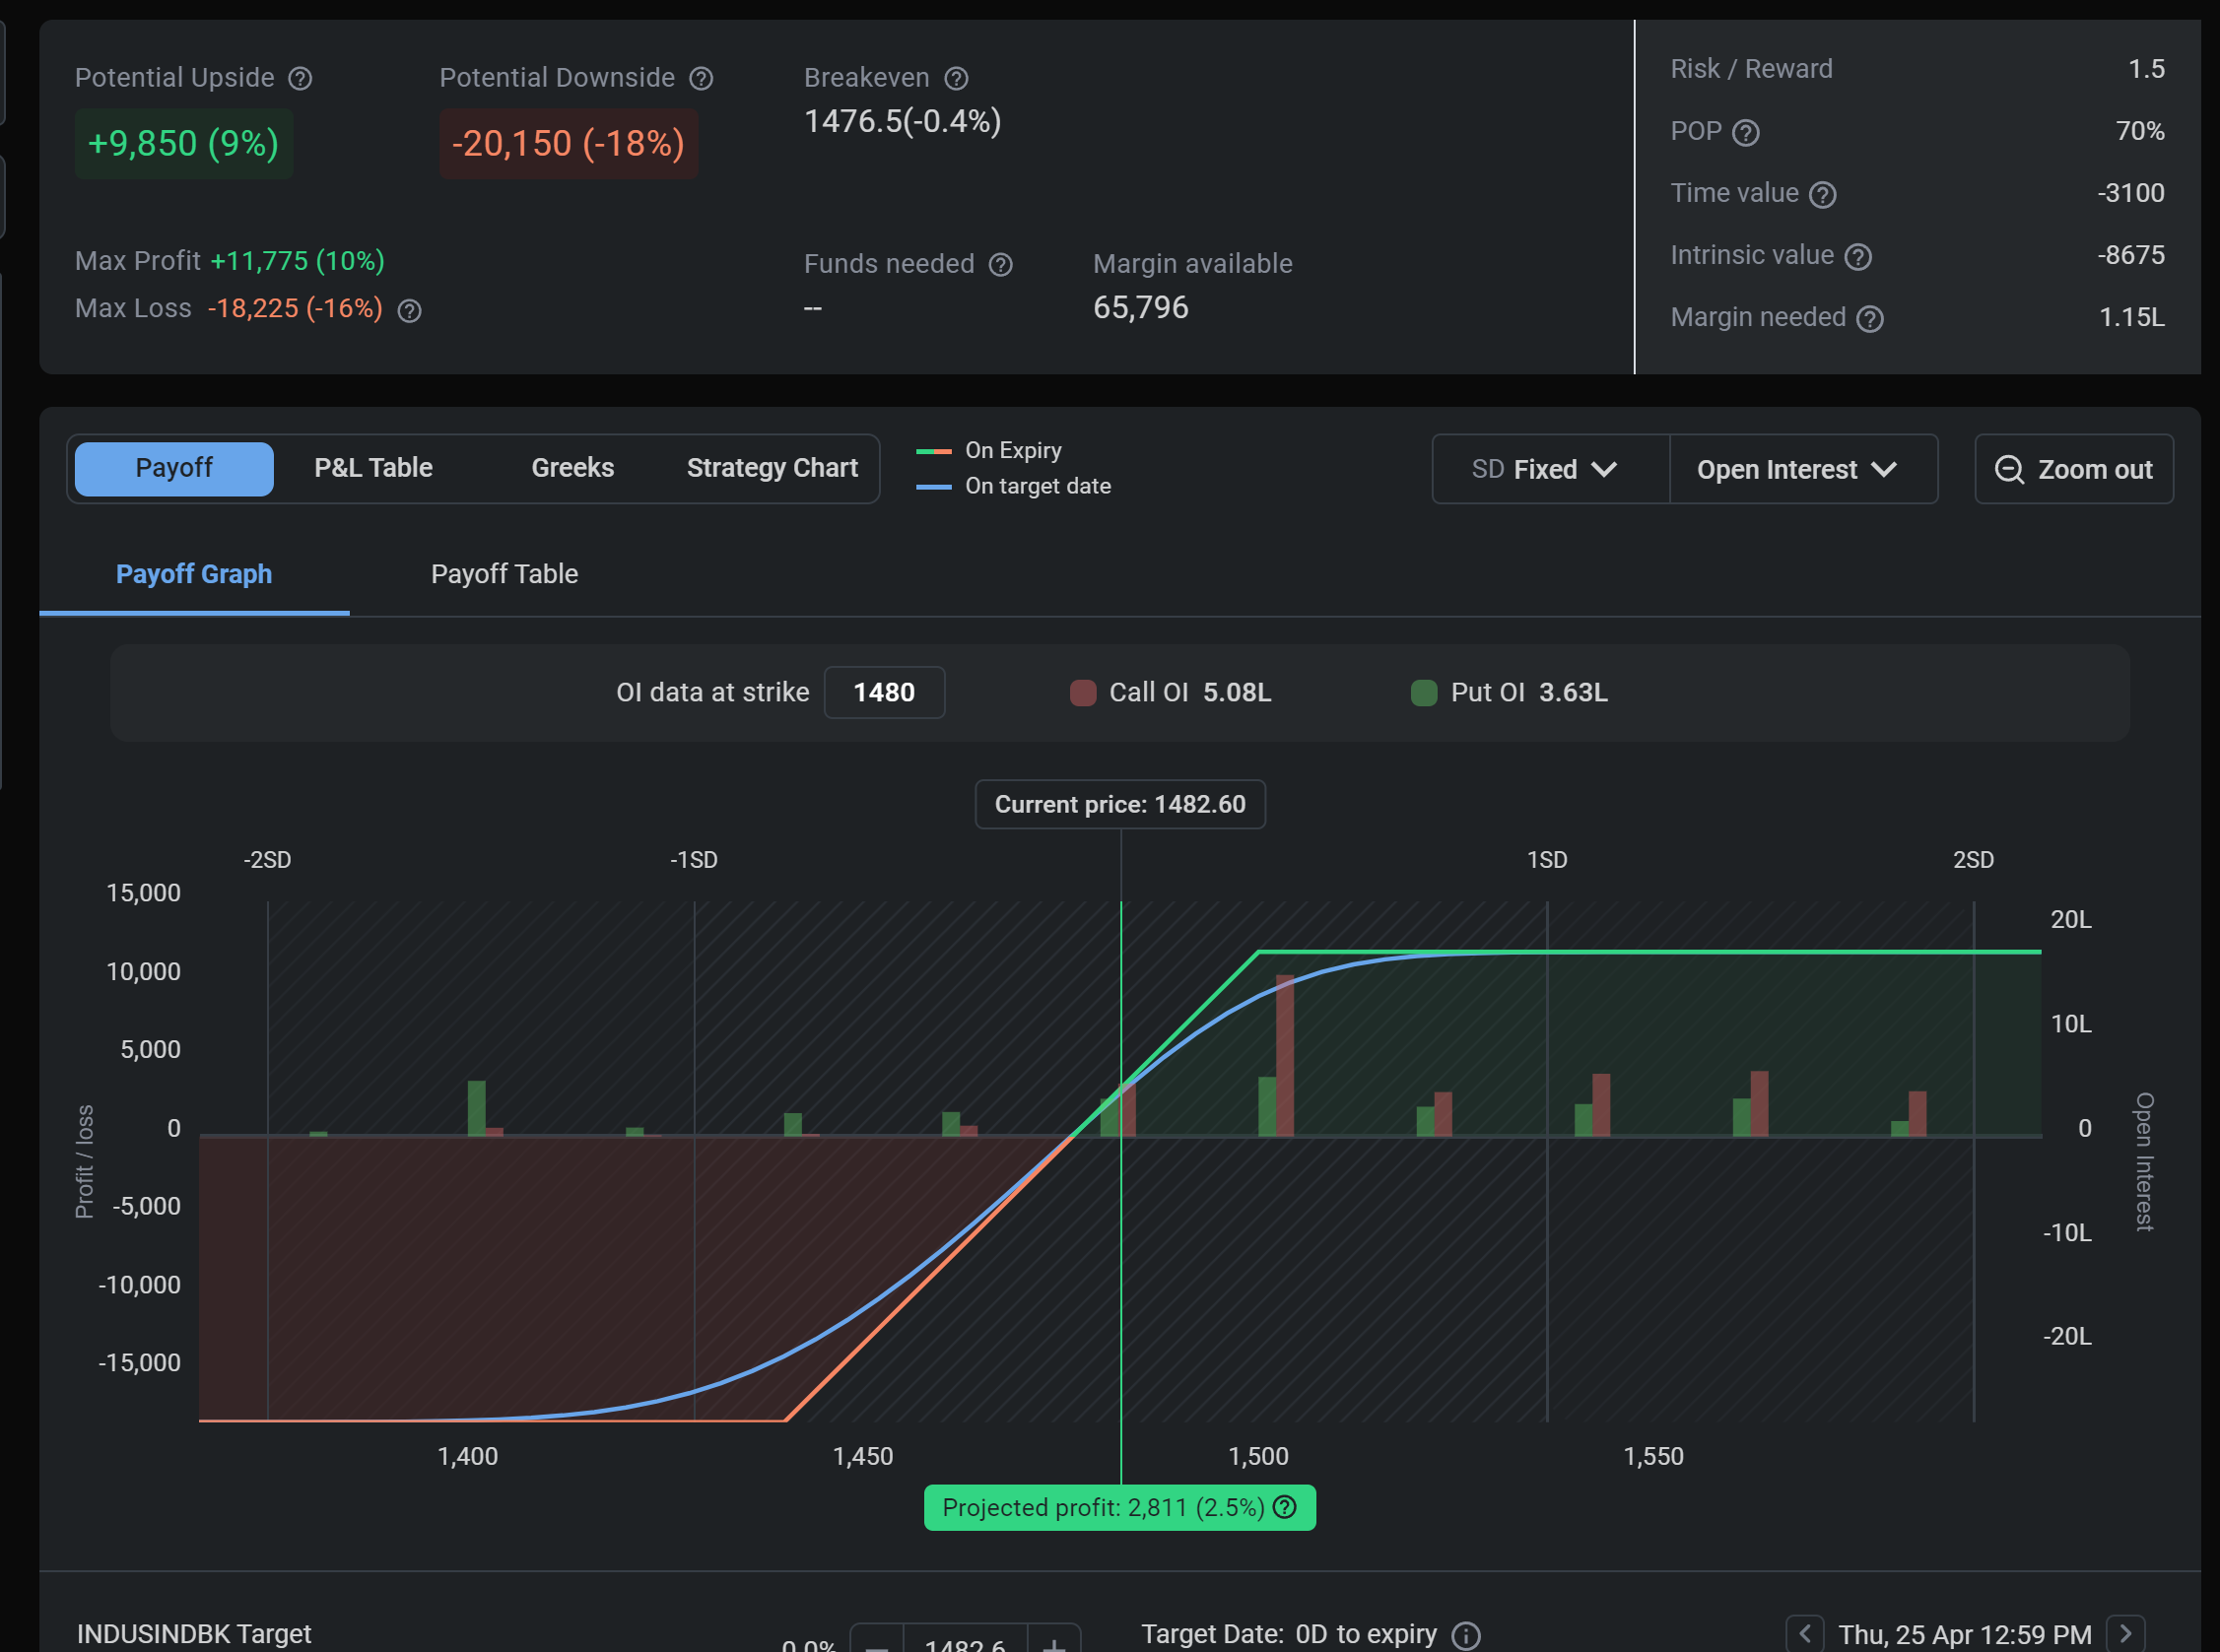 Potential Upside
Potential Downside
Breakeven
+9,850 (9%)
-20,150 (-18%)
1476.5(-0.4%)
Max Profit +11,775 (10%)
Max Loss -18,225 (-16%)
Funds needed
--
Margin available
65,796
Risk / Reward 1.5
POP 70%
Time value -3100
Intrinsic value -8675
Margin needed 1.15L
Payoff
P&L Table
Greeks
Strategy Chart
On Expiry
On target date
SD Fixed
Open Interest
Zoom out
Payoff Graph
Payoff Table
OI data at strike 1480
Call OI 5.08L
Put OI 3.63L
Current price: 1482.60
-2SD
-1SD
1SD
2SD
15,000
10,000
5,000
0
-5,000
-10,000
-15,000
Profit / loss
20L
10L
0
-10L
-20L
Open Interest
1,400
1,450
1,500
1,550
Projected profit: 2,811 (2.5%)
INDUSINDBK Target
0.0%
1482.6
Target Date: 0D to expiry
Thu, 25 Apr 12:59 PM